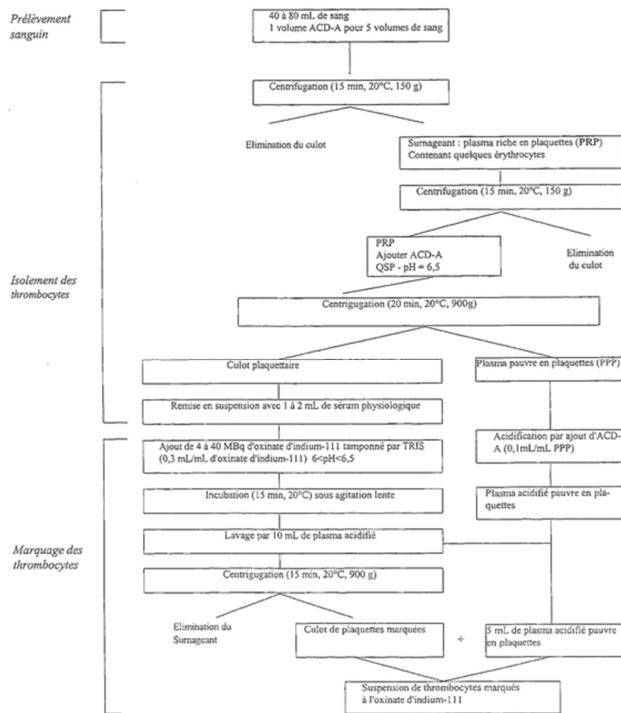 Prélèvement
sanguin
40 à 80 mL de sang
1 volume ACD-A pour 5 volumes de sang
Centrifugation (15 min, 20°C, 150 g)
Elimination du culot
Surnageant : plasma riche en plaquettes (PRP)
Contenant quelques érythrocytes
Centrifugation (15 min, 20°C, 150 g)
PRP
Ajouter ACD-A
QSP - pH = 6,5
Elimination
du culot
Isolement des
thrombocytes
Centrigugation (20 min, 20°C, 900g)
Culot plaquettaire
Plasma pauvre en plaquettes (PPP)
Remise en suspension avec 1 à 2 mL de sérum physiologique
Ajout de 4 à 40 MBq d'oxinate d'indium-111 tamponné par TRIS
(0,3 mL/mL d'oxinate d'indium-111) 6<pH<6,5
Acidification par ajout d'ACD-
A (0,1mL/mL PPP)
Incubation (15 min, 20°C) sous agitation lente
Plasma acidifié pauvre en pla-
quettes
Marquage des
thrombocytes
Lavage par 10 mL de plasma acidifié
Centrigugation (15 min, 20°C, 900 g)
Elimination du
Surnageant
Culot de plaquettes marquées
+
5 mL de plasma acidifié pauvre
en plaquettes
Suspension de thrombocytes marqués
à l'oxinate d'indium-111